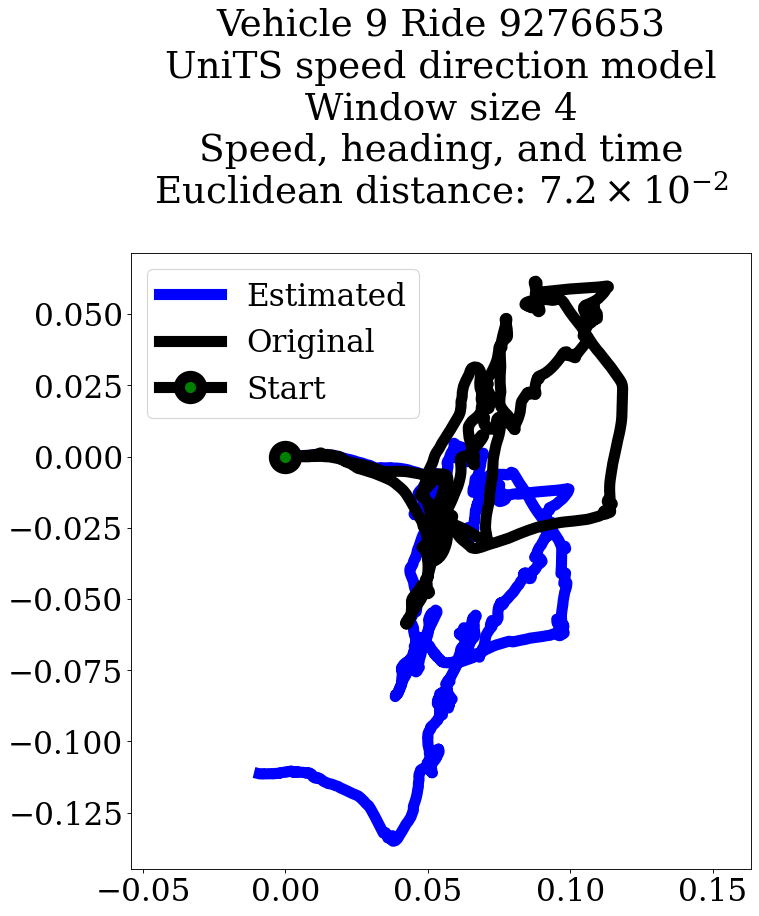 Vehicle 9 Ride 9276653
UniTS speed direction model
Window size 4
Speed, heading, and time
Euclidean distance: 7.2 × 10⁻²
Estimated
Original
Start
0.050
0.025
0.000
−0.025
−0.050
−0.075
−0.100
−0.125
−0.05 0.00 0.05 0.10 0.15